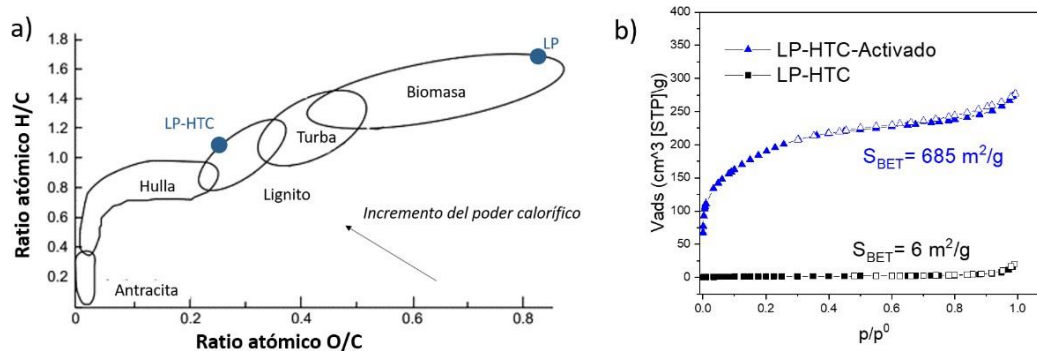 a)
Ratio atómico H/C
1.8
1.6
1.4
1.2
1.0
0.8
0.6
0.4
0.2
LP
Biomasa
LP-HTC
Turba
Hulla
Lignito
Incremento del poder calorífico
Antracita
0
0.2
0.4
0.6
0.8
Ratio atómico O/C
b)
Vads (cm^3 [STP]\g)
400
350
300
250
200
150
100
50
0
LP-HTC-Activado
LP-HTC
S_BET= 685 m²/g
S_BET= 6 m²/g
0.0
0.2
0.4
0.6
0.8
1.0
p/p⁰